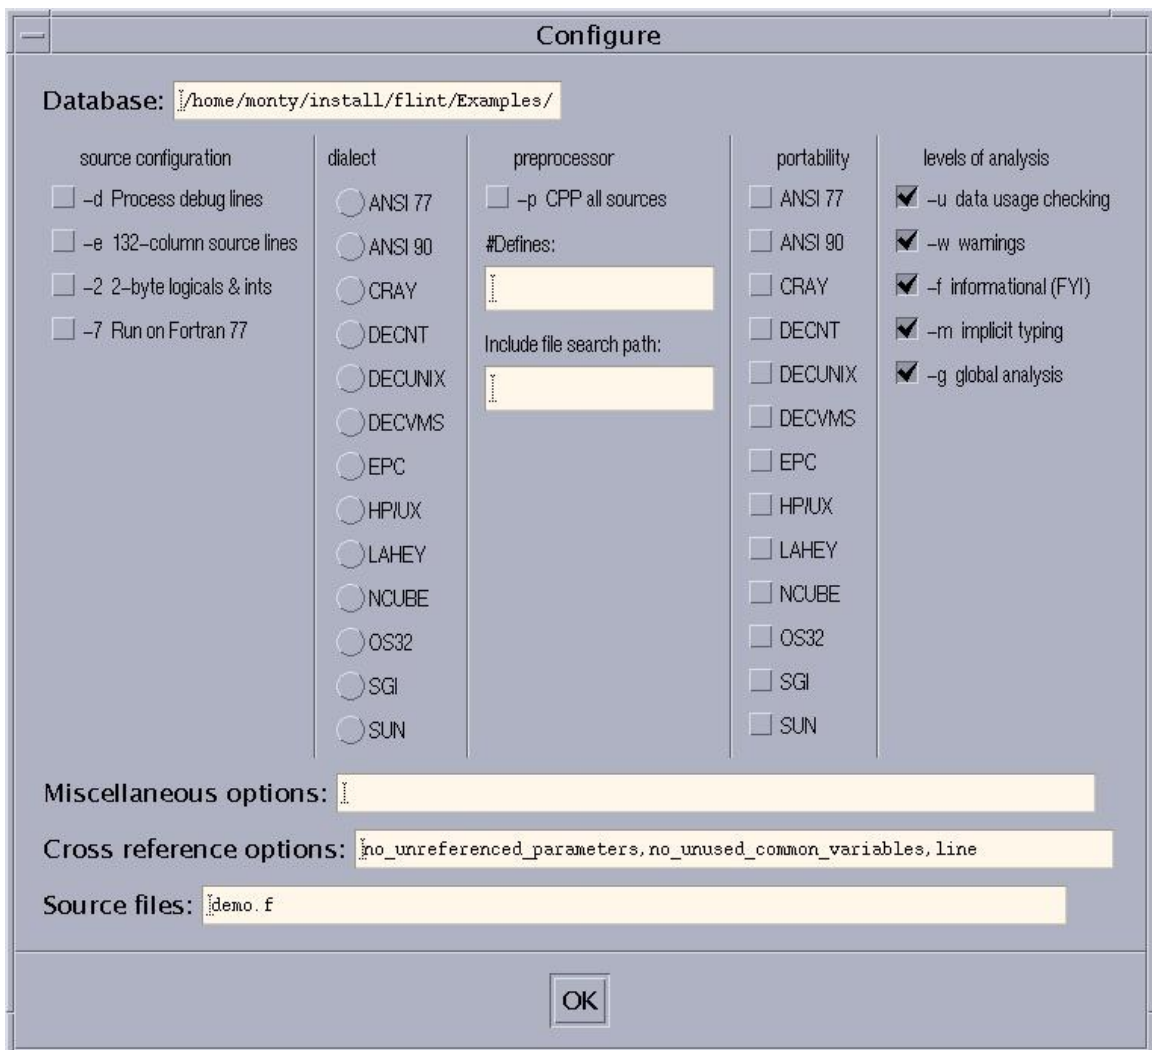 Configure
Database: /home/monty/install/flint/Examples/
source configuration
-d Process debug lines
-e 132-column source lines
-2 2-byte logicals & ints
-7 Run on Fortran 77
dialect
ANSI 77
ANSI 90
CRAY
DECNT
DECUNIX
DECVMS
EPC
HP/UX
LAHEY
NCUBE
OS32
SGI
SUN
preprocessor
-p CPP all sources
#Defines:
Include file search path:
portability
ANSI 77
ANSI 90
CRAY
DECNT
DECUNIX
DECVMS
EPC
HP/UX
LAHEY
NCUBE
OS32
SGI
SUN
levels of analysis
-u data usage checking
-w warnings
-f informational (FYI)
-m implicit typing
-g global analysis
Miscellaneous options:
Cross reference options: no_unreferenced_parameters,no_unused_common_variables,line
Source files: demo.f
OK